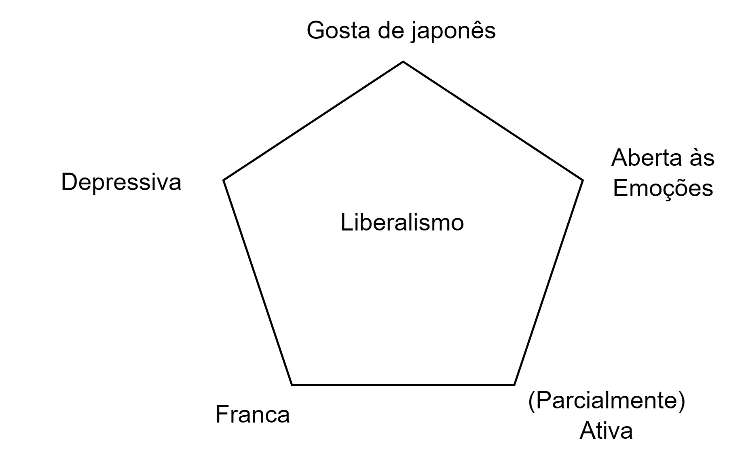 Gosta de japonês
Aberta às
Emoções
Depressiva
Liberalismo
(Parcialmente)
Ativa
Franca